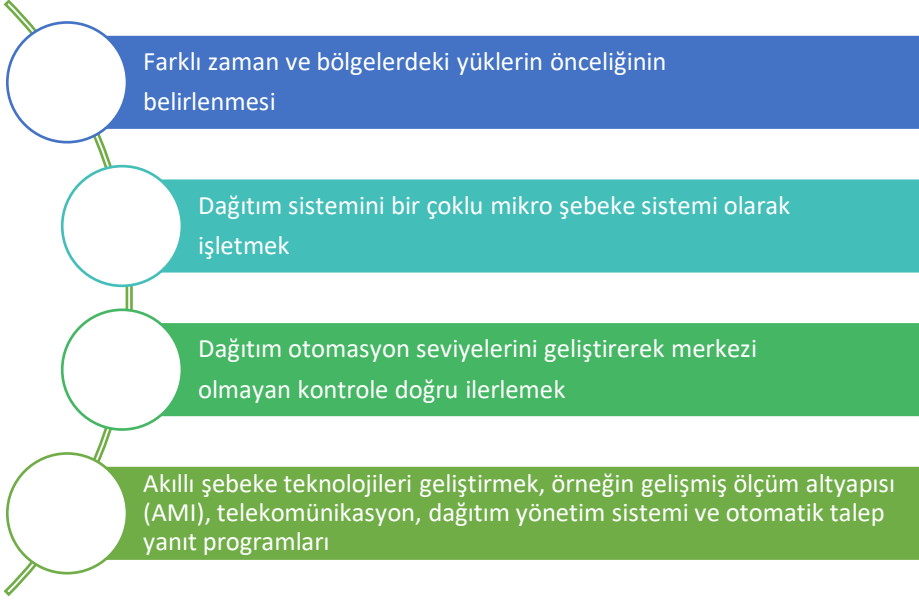 Farklı zaman ve bölgelerdeki yüklerin önceliğinin
belirlenmesi
Dağıtım sistemini bir çoklu mikro şebeke sistemi olarak
işletmek
Dağıtım otomasyon seviyelerini geliştirerek merkezi
olmayan kontrole doğru ilerlemek
Akıllı şebeke teknolojileri geliştirmek, örneğin gelişmiş ölçüm altyapısı
(AMI), telekomünikasyon, dağıtım yönetim sistemi ve otomatik talep
yanıt programları